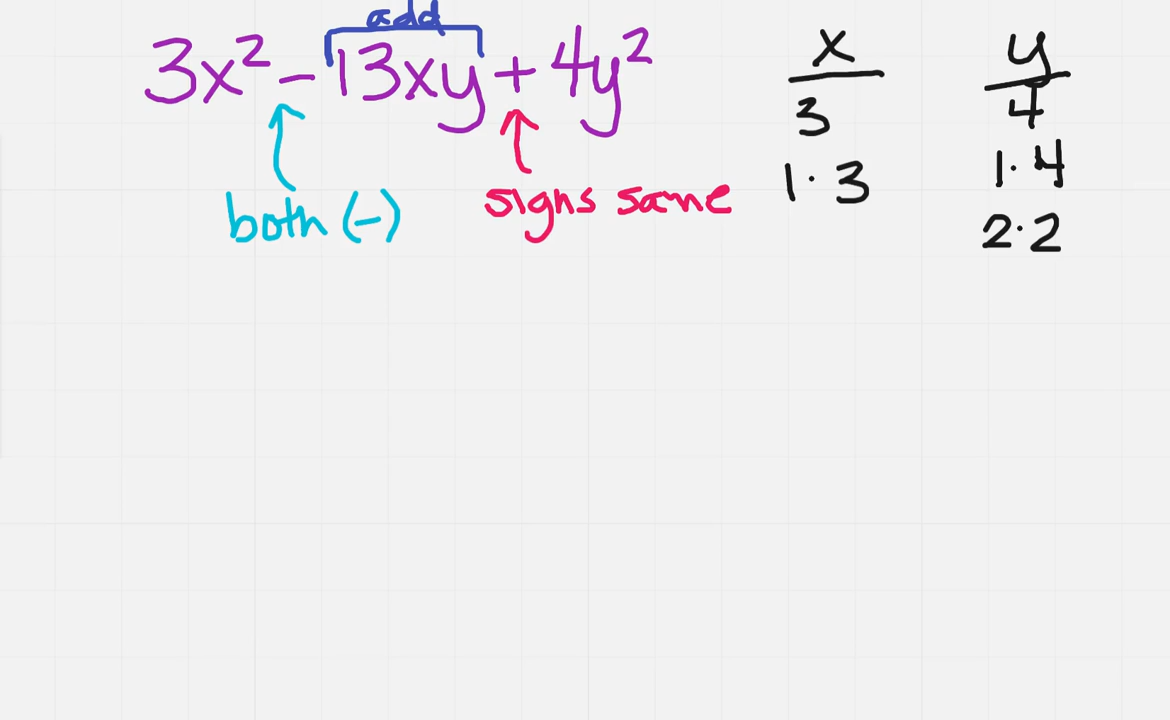 add
3x² - 13xy + 4y²
both (-)
signs same
x
3
1·3
y
4
1·4
2·2